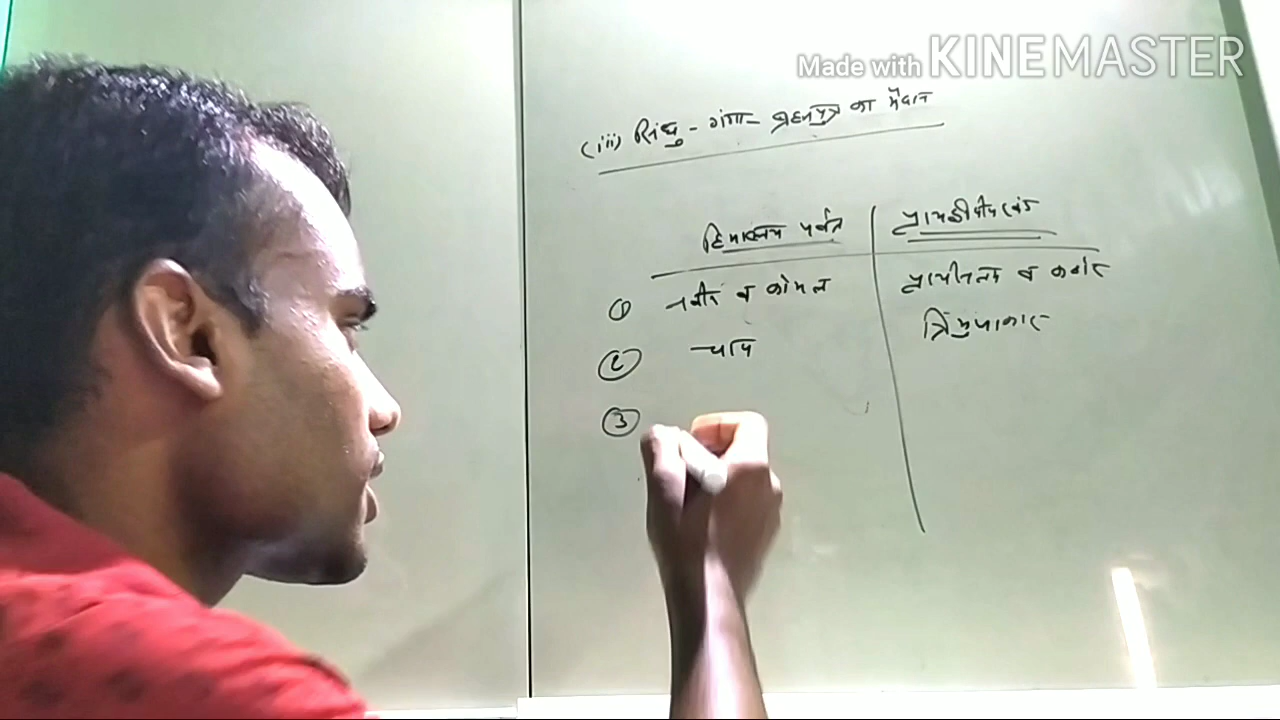 Made with KINEMASTER
(iii) सिंधु - गंगा - ब्रह्मपुत्र का मैदान
हिमालय पर्वत
प्रायद्वीपीय खंड
① नवीन व कोमल
प्राचीनतम व कठोर
② चाप
त्रिभुजाकार
③